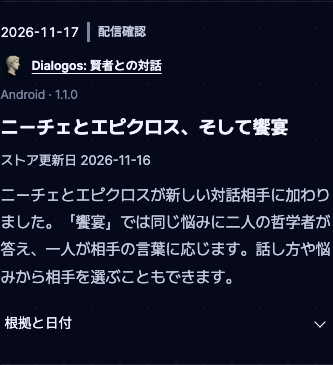 2026-11-17 配信確認
Dialogos: 賢者との対話
Android · 1.1.0
ニーチェとエピクロス、そして饗宴
ストア更新日 2026-11-16
ニーチェとエピクロスが新しい対話相手に加わり
ました。「饗宴」では同じ悩みに二人の哲学者が
答え、一人が相手の言葉に応じます。話し方や悩
みから相手を選ぶこともできます。
根拠と日付